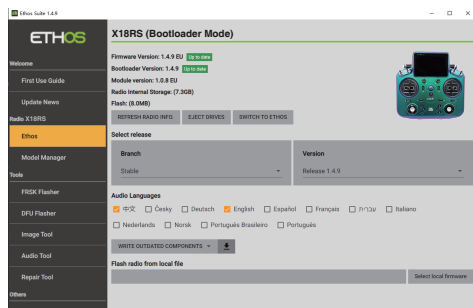 Ethos Suite 1.4.9
ETHOS
Welcome
First Use Guide
Update News
Radio X18RS
Ethos
Model Manager
Tools
FRSK Flasher
DFU Flasher
Image Tool
Audio Tool
Repair Tool
Others
X18RS (Bootloader Mode)
Firmware Version: 1.4.9 EU Up to date
Bootloader Version: 1.4.9 Up to date
Module version: 1.0.8 EU
Radio Internal Storage: (7.3GB)
Flash: (8.0MB)
REFRESH RADIO INFO. EJECT DRIVES SWITCH TO ETHOS
Select release
Branch Version
Stable Release 1.4.9
Audio Languages
中文 Česky Deutsch English Español Français עברית Italiano
Nederlands Norsk Português Brasileiro Português
WRITE OUTDATED COMPONENTS
Flash radio from local file
Select local firmware